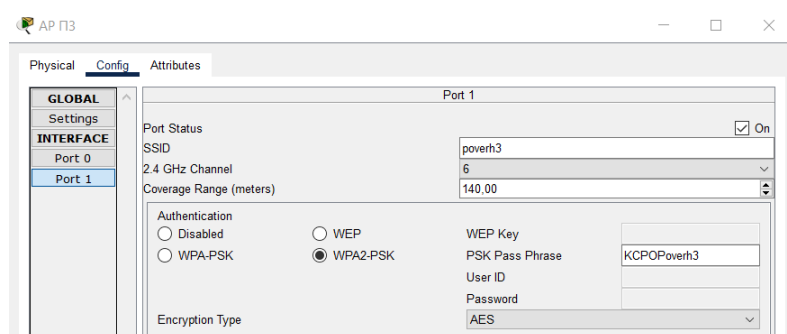 АР П3
Physical Config Attributes
GLOBAL
Settings
INTERFACE
Port 0
Port 1
Port 1
Port Status On
SSID poverh3
2.4 GHz Channel 6
Coverage Range (meters) 140,00
Authentication
Disabled WEP WEP Key
WPA-PSK WPA2-PSK PSK Pass Phrase KCPOPoverh3
User ID
Password
Encryption Type AES